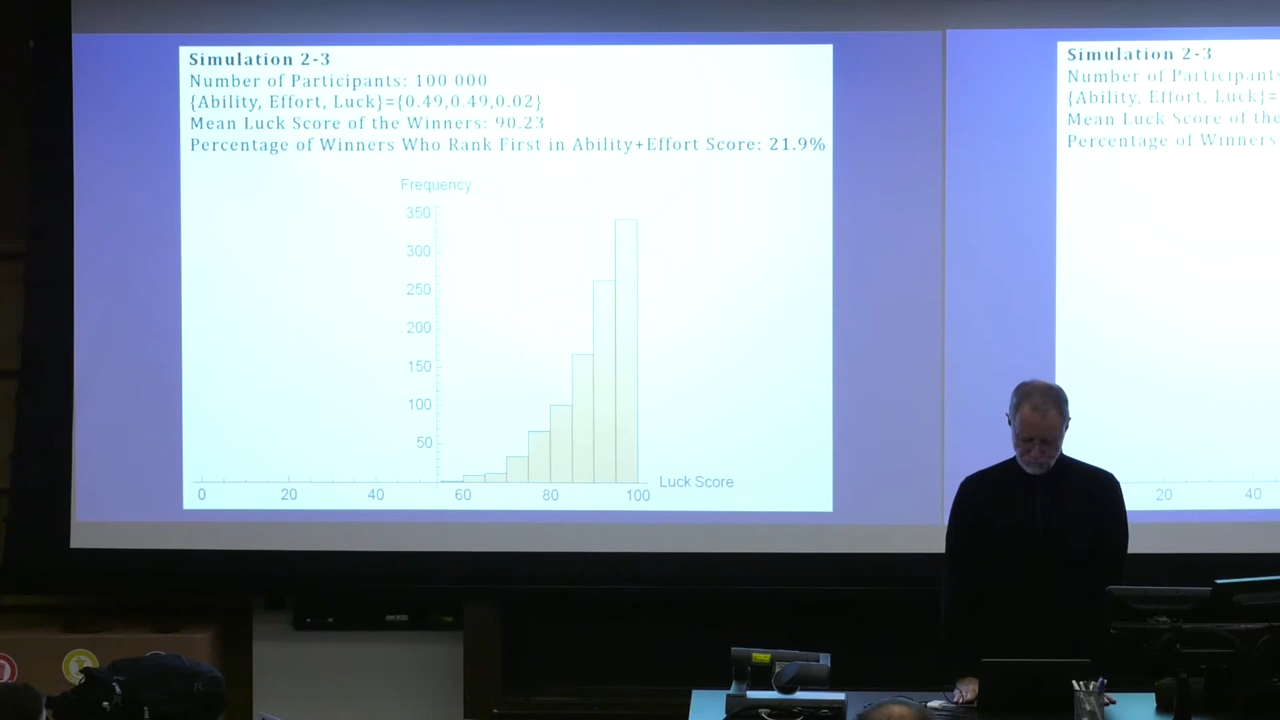 Simulation 2-3
Number of Participants: 100 000
{Ability, Effort, Luck}={0.49,0.49,0.02}
Mean Luck Score of the Winners: 90.23
Percentage of Winners Who Rank First in Ability+Effort Score: 21.9%
Frequency
350
300
250
200
150
100
50
0 20 40 60 80 100
Luck Score
Simulation 2-3
Number of Participants
{Ability, Effort, Luck}=
Mean Luck Score of the
Percentage of Winners
20 40